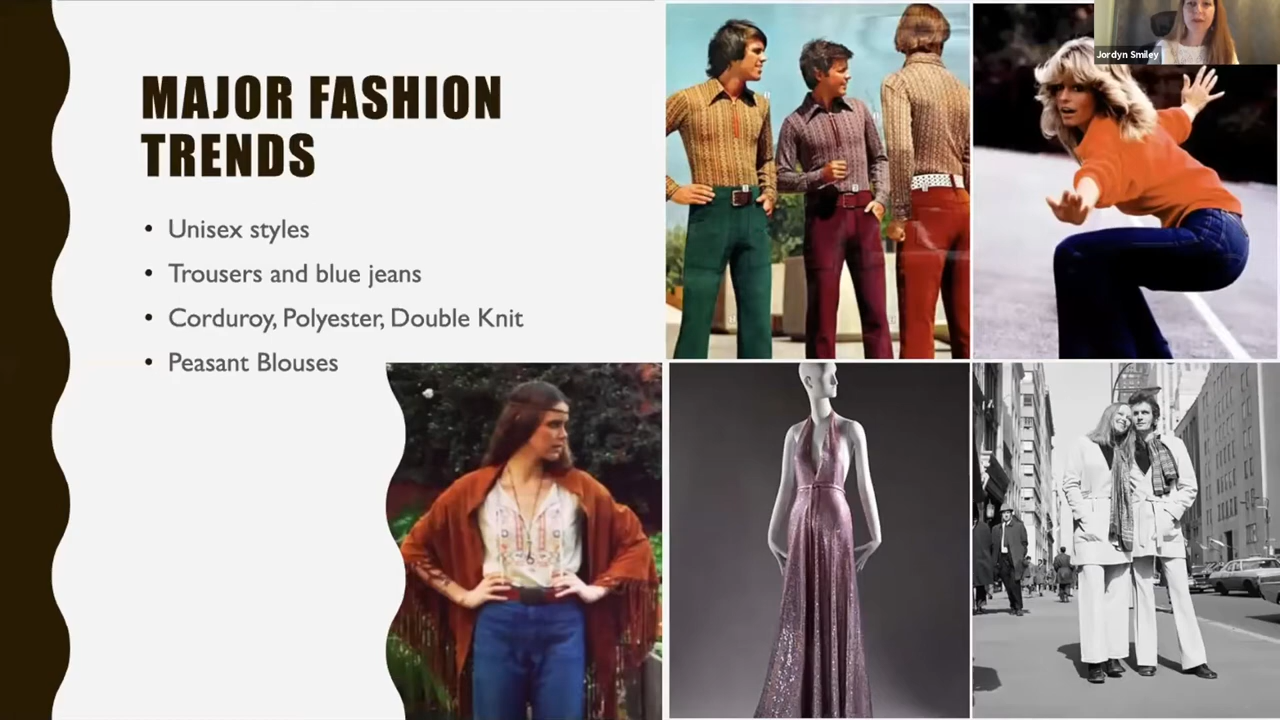 MAJOR FASHION
TRENDS
• Unisex styles
• Trousers and blue jeans
• Corduroy, Polyester, Double Knit
• Peasant Blouses
Jordyn Smiley